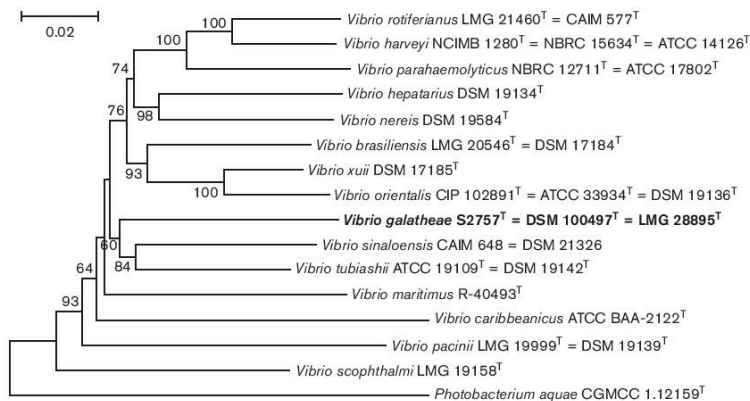 100
Vibrio rotiferianus LMG 21460ᵀ = CAIM 577ᵀ
0.02
100
Vibrio harveyi NCIMB 1280ᵀ = NBRC 15634ᵀ = ATCC 14126ᵀ
74
Vibrio parahaemolyticus NBRC 12711ᵀ = ATCC 17802ᵀ
Vibrio hepatarius DSM 19134ᵀ
76
98
Vibrio nereis DSM 19584ᵀ
Vibrio brasiliensis LMG 20546ᵀ = DSM 17184ᵀ
93
Vibrio xuii DSM 17185ᵀ
100
Vibrio orientalis CIP 102891ᵀ = ATCC 33934ᵀ = DSM 19136ᵀ
Vibrio galatheae S2757ᵀ = DSM 100497ᵀ = LMG 28895ᵀ
60
Vibrio sinaloensis CAIM 648 = DSM 21326
84
Vibrio tubiashii ATCC 19109ᵀ = DSM 19142ᵀ
64
Vibrio maritimus R-40493ᵀ
93
Vibrio caribbeanicus ATCC BAA-2122ᵀ
Vibrio pacinii LMG 19999ᵀ = DSM 19139ᵀ
Vibrio scophthalmi LMG 19158ᵀ
Photobacterium aquae CGMCC 1.12159ᵀ